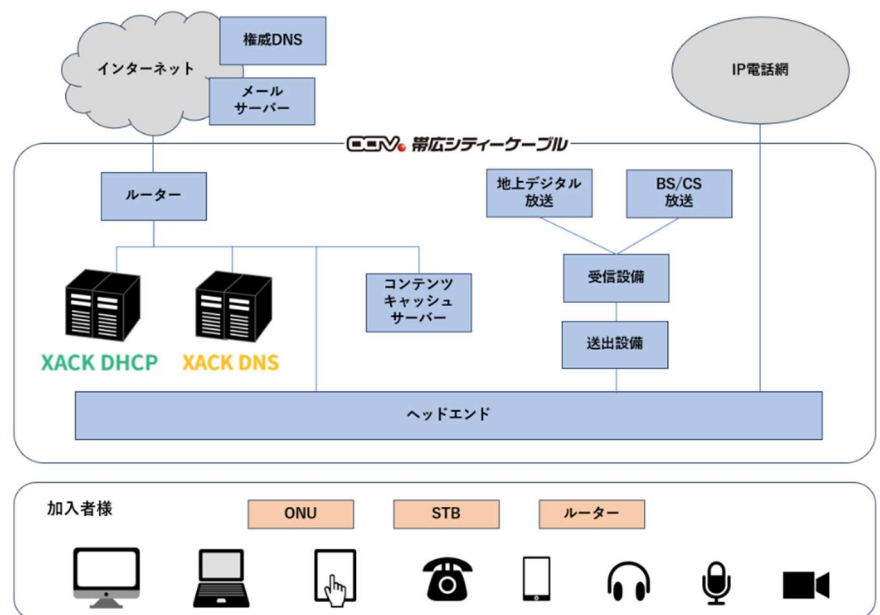 権威DNS
インターネット
メール
サーバー
IP電話網
OCTV 帯広シティーケーブル
ルーター
地上デジタル
放送
BS/CS
放送
受信設備
コンテンツ
キャッシュ
サーバー
送出設備
XACK DHCP
XACK DNS
ヘッドエンド
加入者様
ONU
STB
ルーター